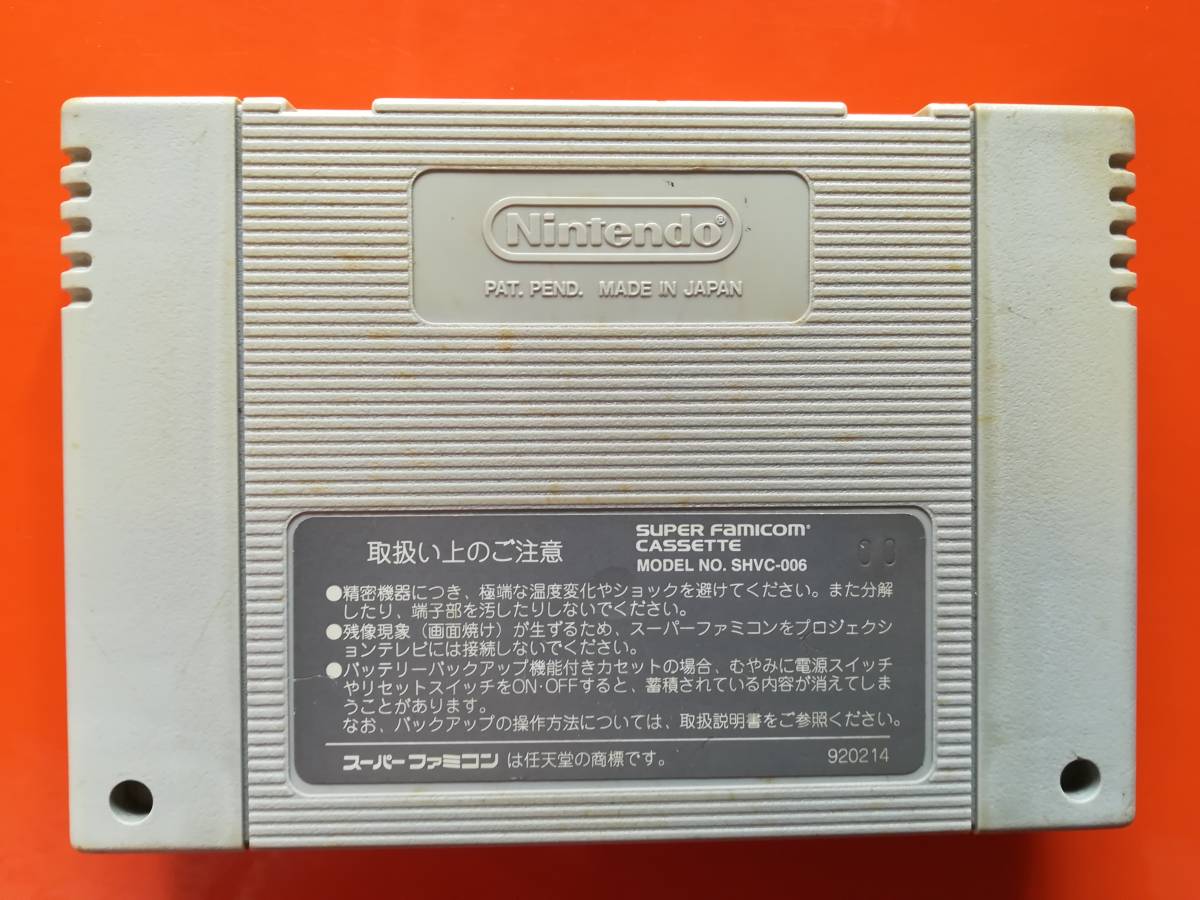 Nintendo®
PAT. PEND. MADE IN JAPAN
取扱い上のご注意
SUPER FAMICOM®
CASSETTE
MODEL NO. SHVC-006
00
●精密機器につき、極端な温度変化やショックを避けてください。また分解
したり、端子部を汚したりしないでください。
●残像現象（画面焼け）が生ずるため、スーパーファミコンをプロジェクシ
ョンテレビには接続しないでください。
●バッテリーバックアップ機能付きカセットの場合、むやみに電源スイッチ
やリセットスイッチをON・OFFすると、蓄積されている内容が消えてしま
うことがあります。
なお、バックアップの操作方法については、取扱説明書をご参照ください。
スーパーファミコンは任天堂の商標です。
920214